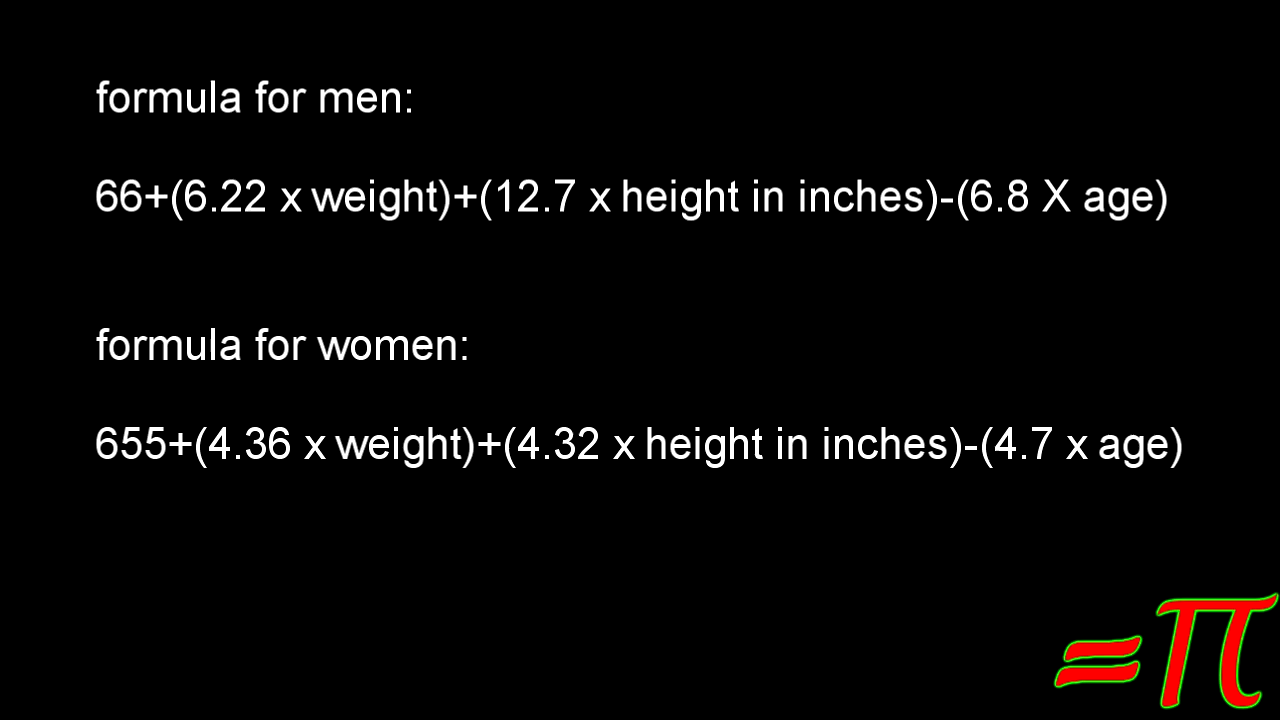 formula for men:
66+(6.22 x weight)+(12.7 x height in inches)-(6.8 X age)
formula for women:
655+(4.36 x weight)+(4.32 x height in inches)-(4.7 x age)
=π